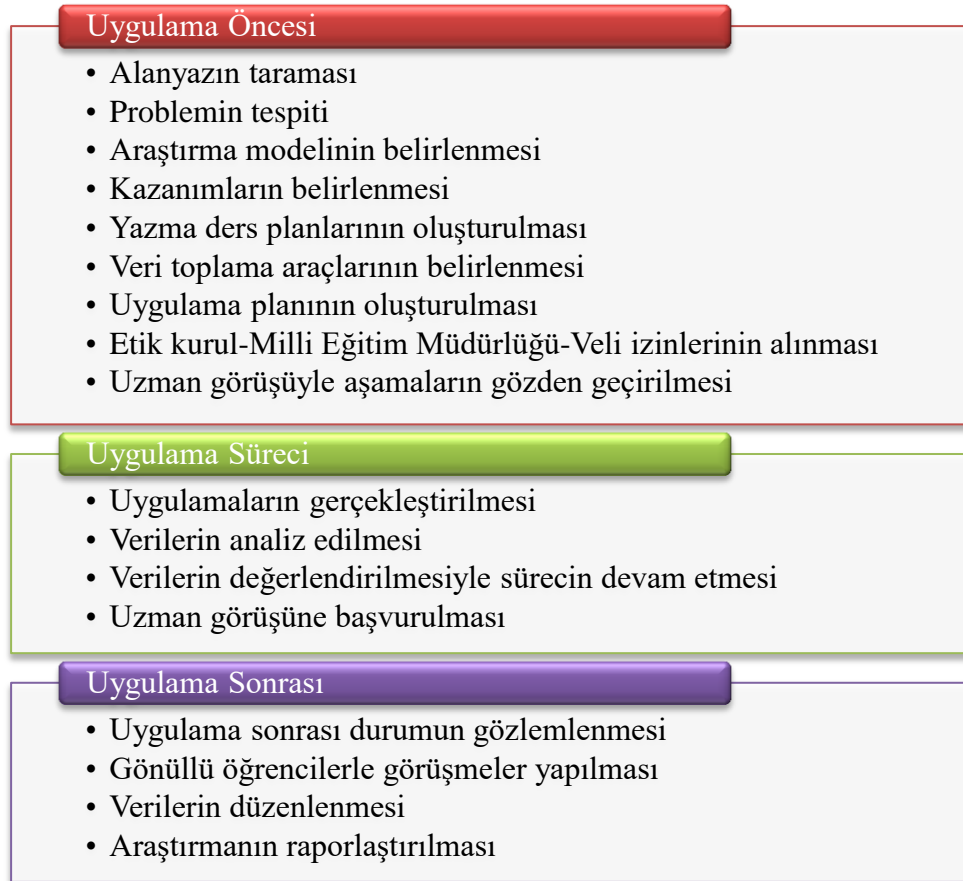 Uygulama Öncesi
• Alanyazın taraması
• Problemin tespiti
• Araştırma modelinin belirlenmesi
• Kazanımların belirlenmesi
• Yazma ders planlarının oluşturulması
• Veri toplama araçlarının belirlenmesi
• Uygulama planının oluşturulması
• Etik kurul-Milli Eğitim Müdürlüğü-Veli izinlerinin alınması
• Uzman görüşüyle aşamaların gözden geçirilmesi
Uygulama Süreci
• Uygulamaların gerçekleştirilmesi
• Verilerin analiz edilmesi
• Verilerin değerlendirilmesiyle sürecin devam etmesi
• Uzman görüşüne başvurulması
Uygulama Sonrası
• Uygulama sonrası durumun gözlemlenmesi
• Gönüllü öğrencilerle görüşmeler yapılması
• Verilerin düzenlenmesi
• Araştırmanın raporlaştırılması